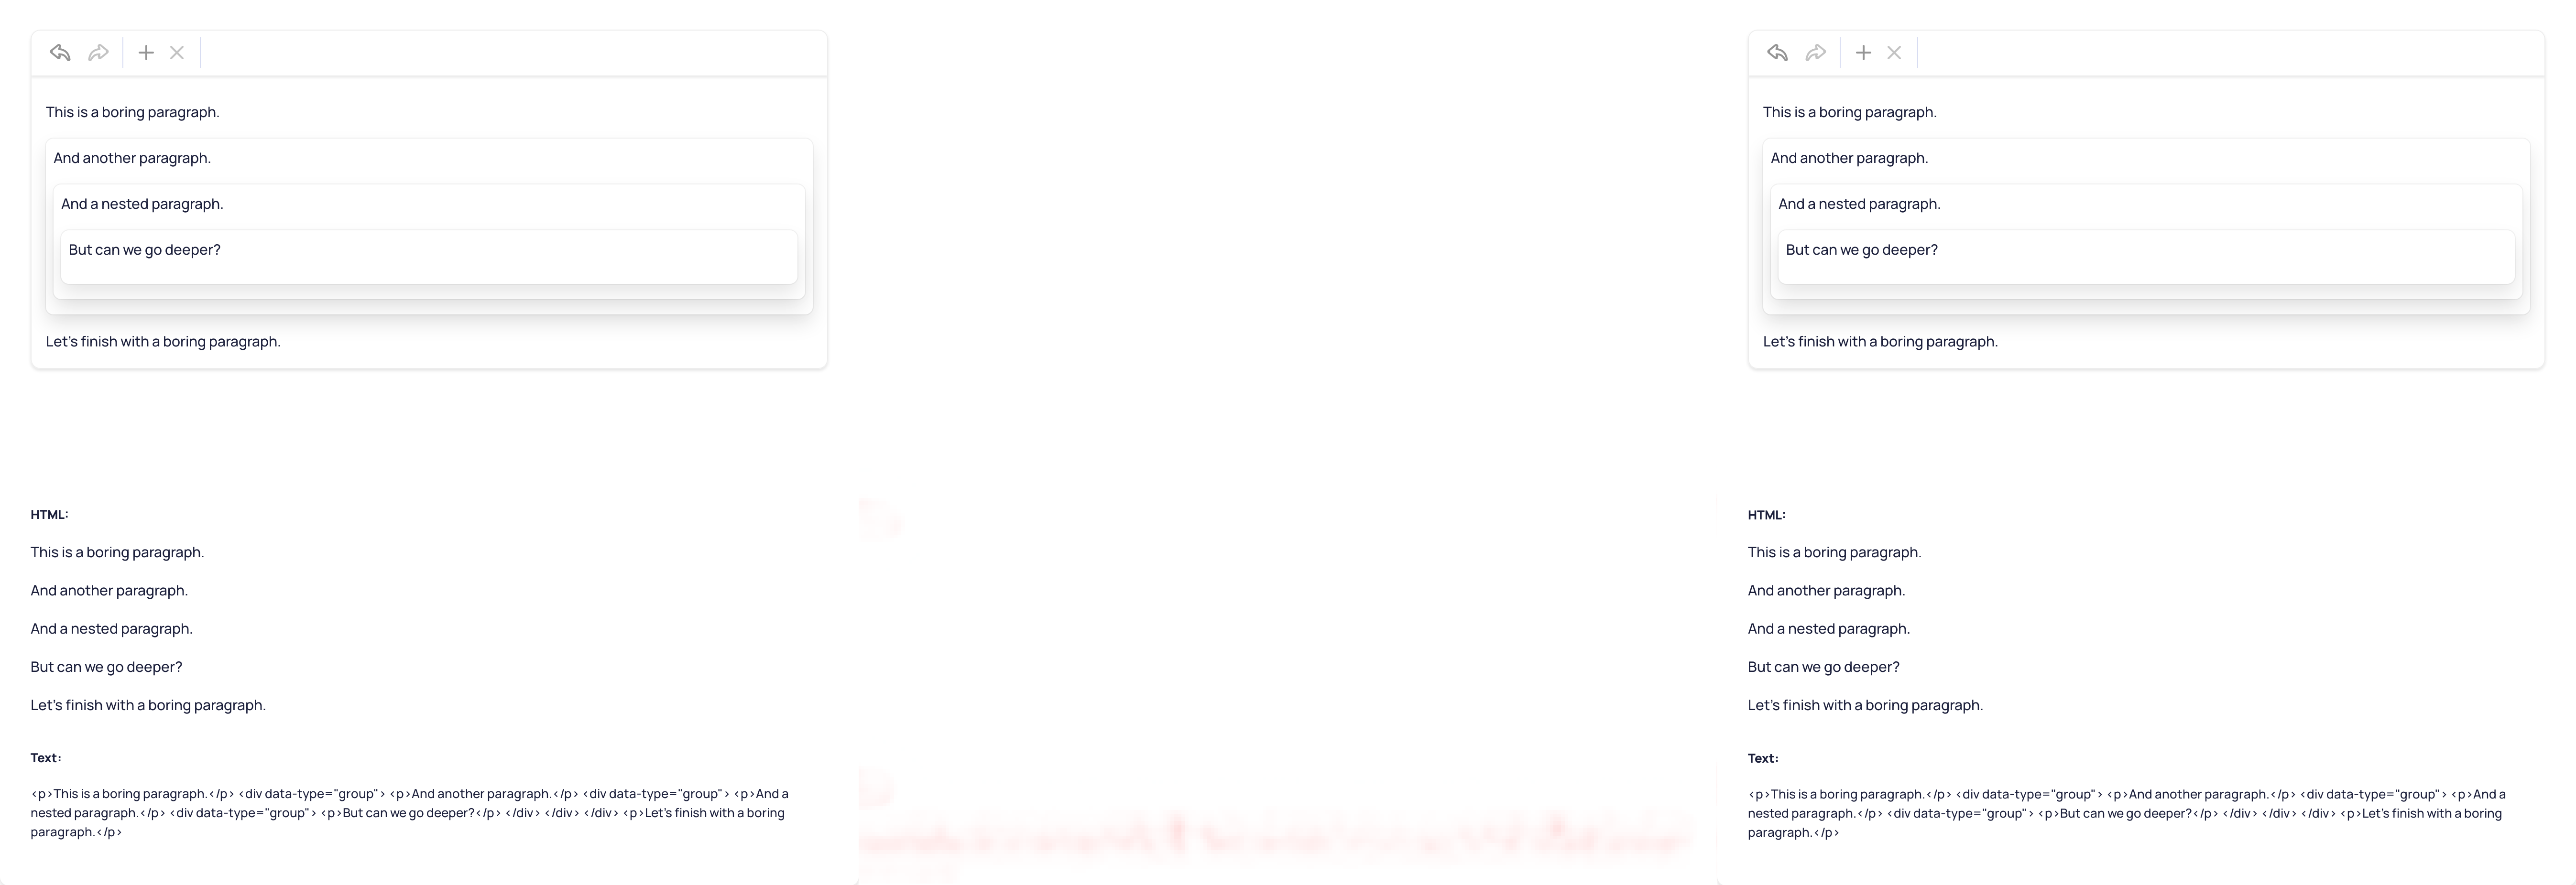 This is a boring paragraph.
And another paragraph.
And a nested paragraph.
But can we go deeper?
Let's finish with a boring paragraph.
HTML:
This is a boring paragraph.
And another paragraph.
And a nested paragraph.
But can we go deeper?
Let's finish with a boring paragraph.
Text:
<p>This is a boring paragraph.</p> <div data-type="group"> <p>And another paragraph.</p> <div data-type="group"> <p>And a
nested paragraph.</p> <div data-type="group"> <p>But can we go deeper?</p> </div> </div> </div> <p>Let's finish with a boring
paragraph.</p>
This is a boring paragraph.
And another paragraph.
And a nested paragraph.
But can we go deeper?
Let's finish with a boring paragraph.
HTML:
This is a boring paragraph.
And another paragraph.
And a nested paragraph.
But can we go deeper?
Let's finish with a boring paragraph.
Text:
<p>This is a boring paragraph.</p> <div data-type="group"> <p>And another paragraph.</p> <div data-type="group"> <p>And a
nested paragraph.</p> <div data-type="group"> <p>But can we go deeper?</p> </div> </div> </div> <p>Let's finish with a boring
paragraph.</p>